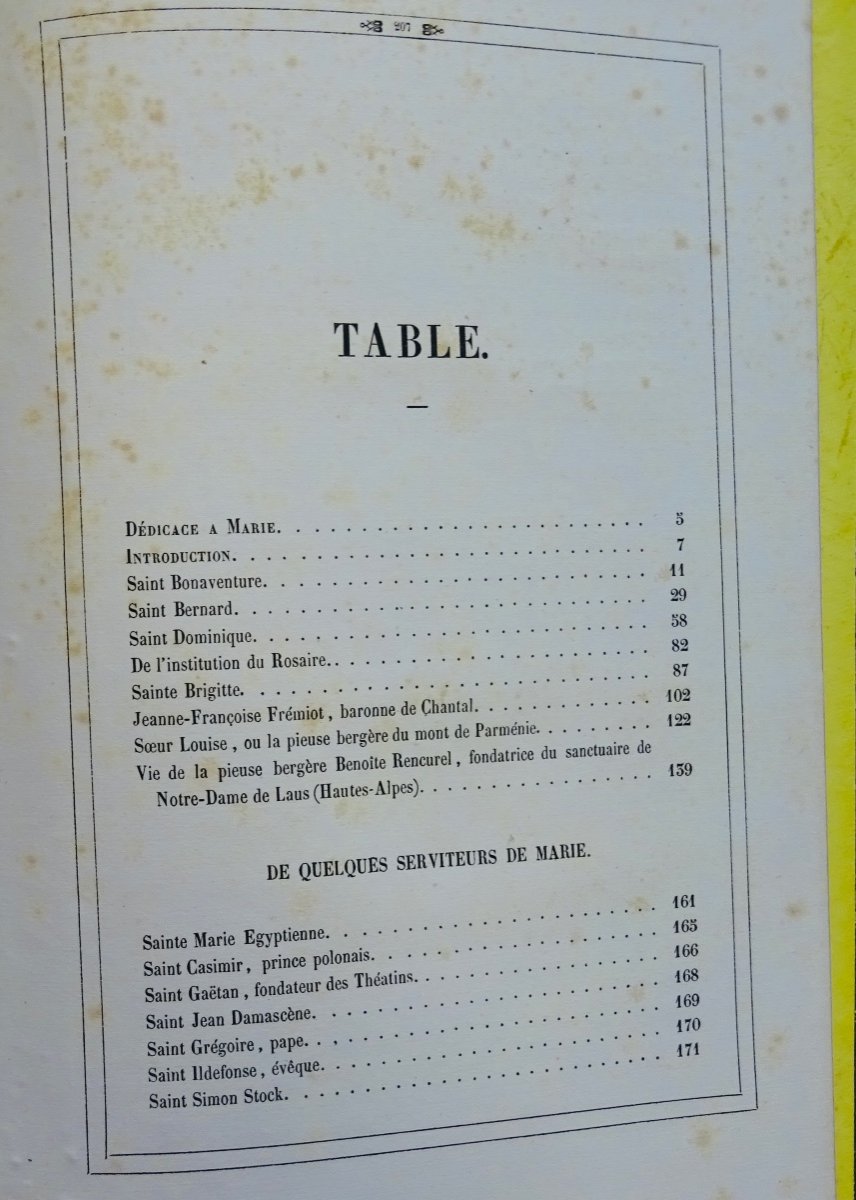 207
TABLE.
DÉDICACE A MARIE. . . . . . . . . . . . . . . . . . . . . . . . 5
INTRODUCTION. . . . . . . . . . . . . . . . . . . . . . . . . . 7
Saint Bonaventure. . . . . . . . . . . . . . . . . . . . . . . . 11
Saint Bernard. . . . . . . . . . . . . . . . . . . . . . . . . . 29
Saint Dominique. . . . . . . . . . . . . . . . . . . . . . . . . 58
De l'institution du Rosaire. . . . . . . . . . . . . . . . . . . 82
Sainte Brigitte. . . . . . . . . . . . . . . . . . . . . . . . . 87
Jeanne-Françoise Frémiot, baronne de Chantal. . . . . . . . . . . 102
Sœur Louise, ou la pieuse bergère du mont de Parménie. . . . . . . 122
Vie de la pieuse bergère Benoîte Rencurel, fondatrice du sanctuaire de
Notre-Dame de Laus (Hautes-Alpes). . . . . . . . . . . . . . . . 139
DE QUELQUES SERVITEURS DE MARIE.
Sainte Marie Egyptienne. . . . . . . . . . . . . . . . . . . . . 161
Saint Casimir, prince polonais. . . . . . . . . . . . . . . . . . 165
Saint Gaëtan, fondateur des Théatins. . . . . . . . . . . . . . . 166
Saint Jean Damascène. . . . . . . . . . . . . . . . . . . . . . . 168
Saint Grégoire, pape. . . . . . . . . . . . . . . . . . . . . . . 169
Saint Ildefonse, évêque. . . . . . . . . . . . . . . . . . . . . 170
Saint Simon Stock. . . . . . . . . . . . . . . . . . . . . . . . 171